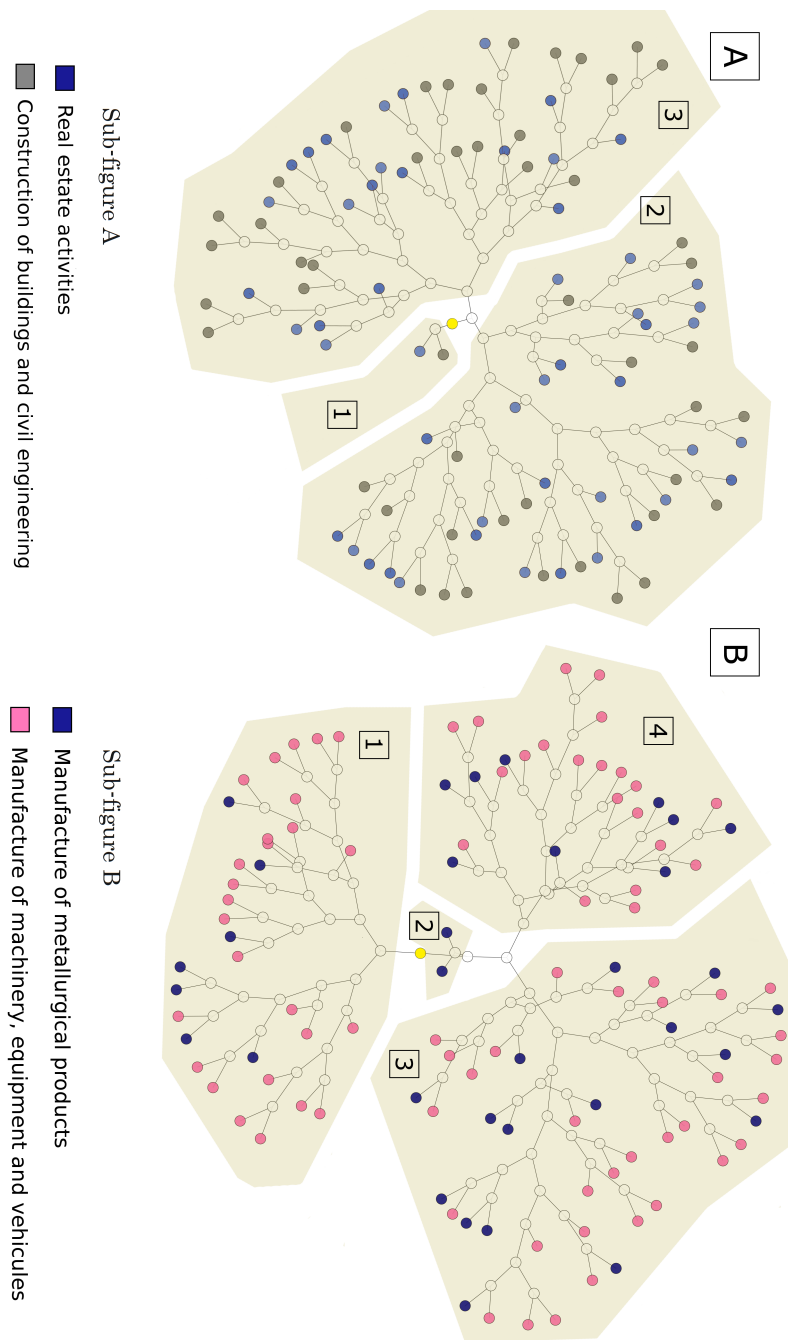 A
3
2
1
Sub-figure A
Real estate activities
Construction of buildings and civil engineering
B
4
1
2
3
Sub-figure B
Manufacture of metallurgical products
Manufacture of machinery, equipment and vehicules